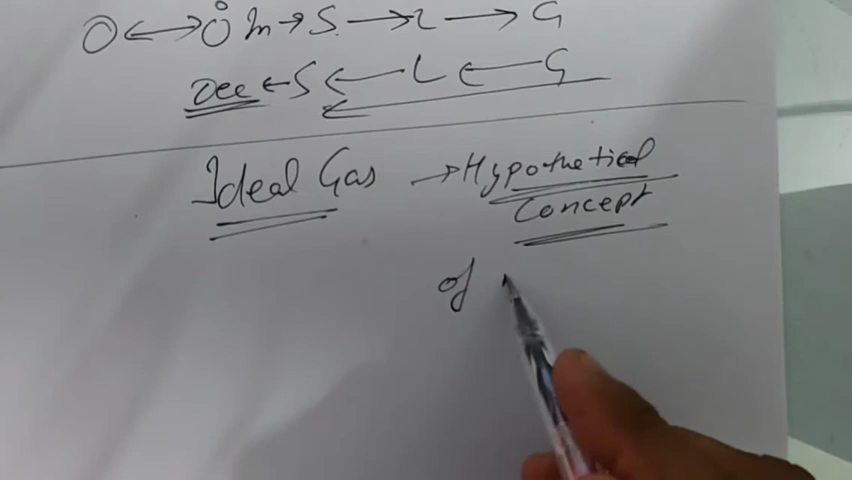 O ⟷ O m → S. → L → G
Dec ← S ← L ← G
Ideal Gas → Hypothetical
Concept
of